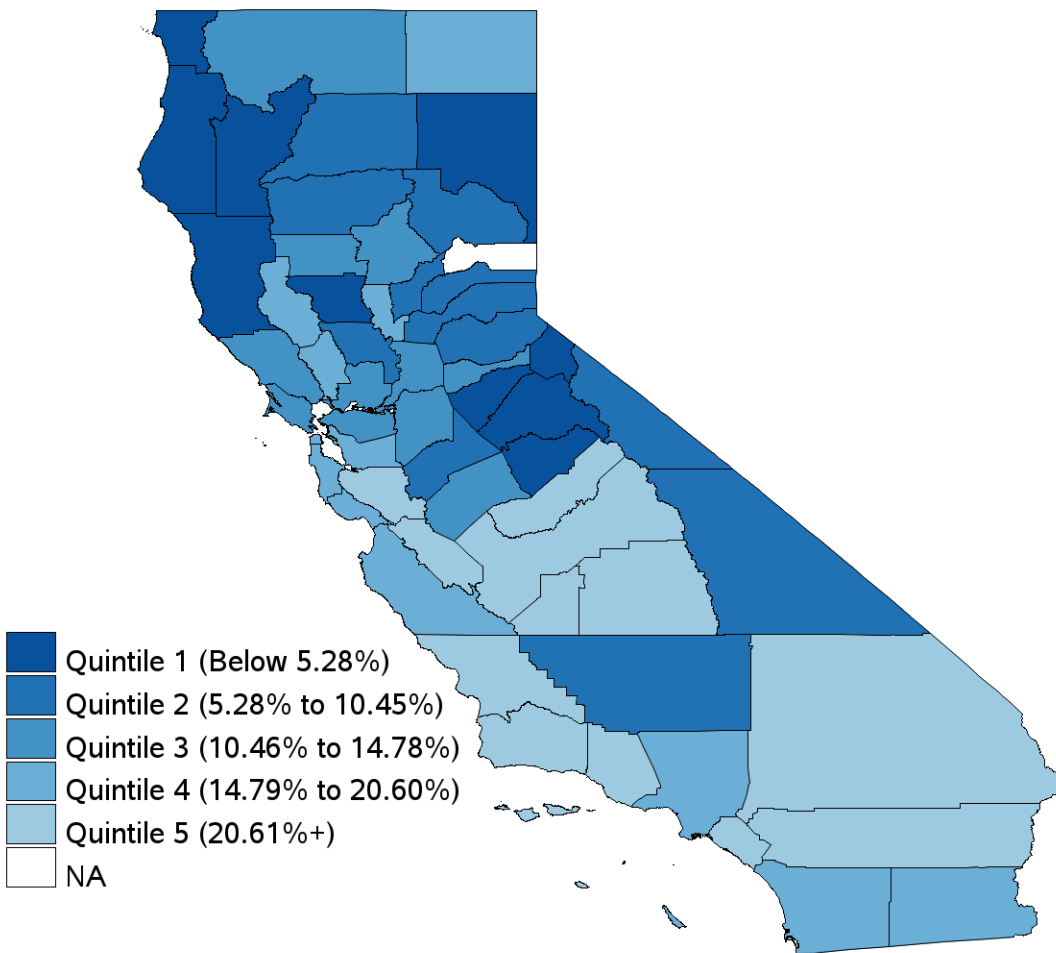 Quintile 1 (Below 5.28%)
Quintile 2 (5.28% to 10.45%)
Quintile 3 (10.46% to 14.78%)
Quintile 4 (14.79% to 20.60%)
Quintile 5 (20.61%+)
NA